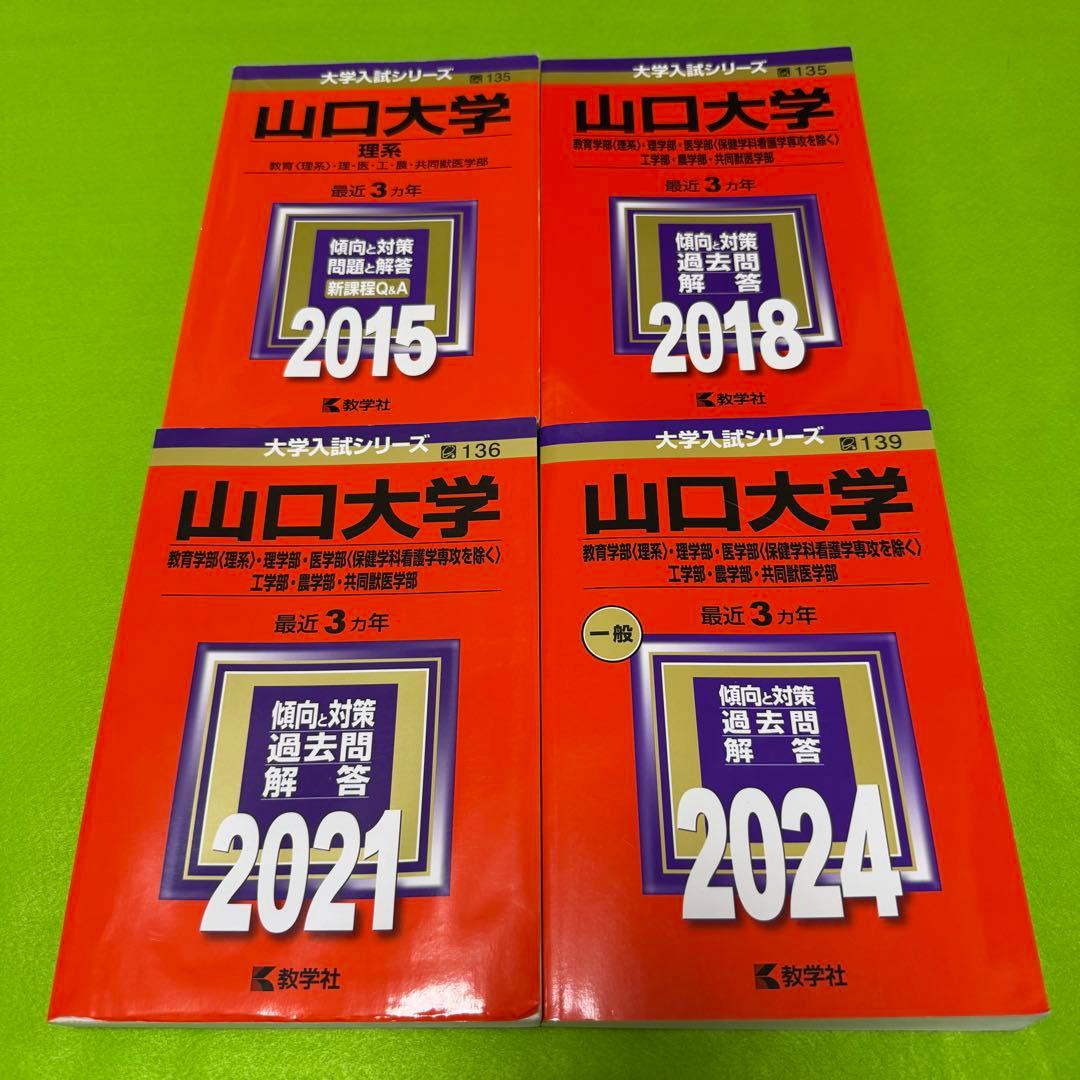 大学入試シリーズ 135
山口大学
理系
教育〈理系〉・理・医・工・農・共同獣医学部
最近3ヵ年
傾向と対策
問題と解答
新課程Q&A
2015
教学社
大学入試シリーズ 135
山口大学
教育学部〈理系〉・理学部・医学部〈保健学科看護学専攻を除く〉
工学部・農学部・共同獣医学部
最近3ヵ年
傾向と対策
過去問
解答
2018
教学社
大学入試シリーズ 136
山口大学
教育学部〈理系〉・理学部・医学部〈保健学科看護学専攻を除く〉
工学部・農学部・共同獣医学部
最近3ヵ年
傾向と対策
過去問
解答
2021
教学社
大学入試シリーズ 139
山口大学
教育学部〈理系〉・理学部・医学部〈保健学科看護学専攻を除く〉
工学部・農学部・共同獣医学部
最近3ヵ年
一般
傾向と対策
過去問
解答
2024
教学社